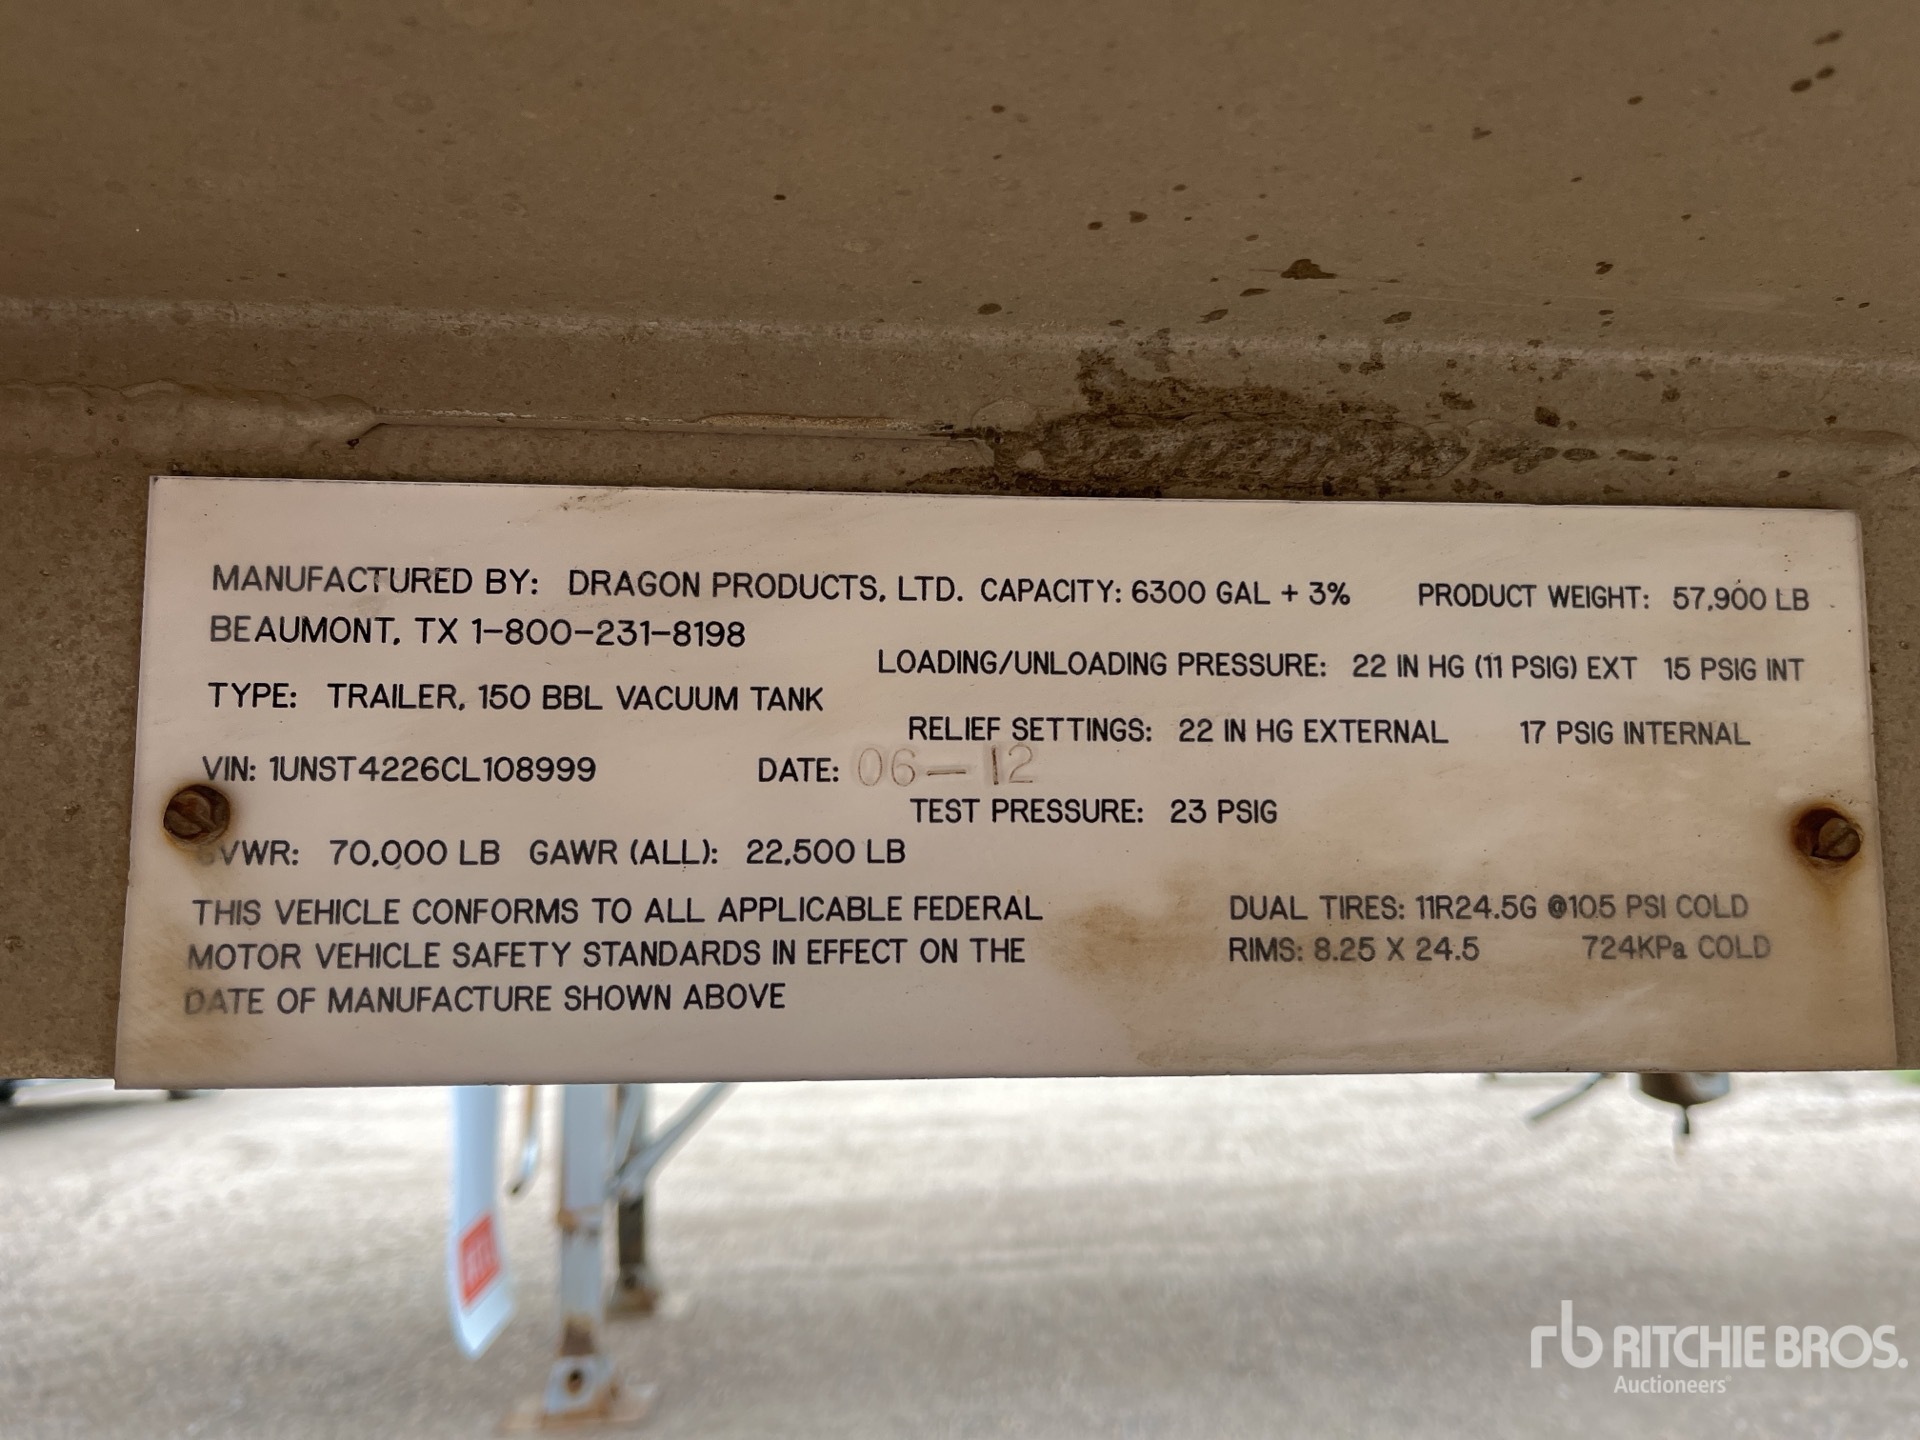 MANUFACTURED BY: DRAGON PRODUCTS, LTD. CAPACITY: 6300 GAL + 3% PRODUCT WEIGHT: 57,900 LB
BEAUMONT, TX 1-800-231-8198
LOADING/UNLOADING PRESSURE: 22 IN HG (11 PSIG) EXT 15 PSIG INT
TYPE: TRAILER, 150 BBL VACUUM TANK
RELIEF SETTINGS: 22 IN HG EXTERNAL 17 PSIG INTERNAL
VIN: 1UNST4226CL108999 DATE: 06-12
TEST PRESSURE: 23 PSIG
GVWR: 70,000 LB GAWR (ALL): 22,500 LB
THIS VEHICLE CONFORMS TO ALL APPLICABLE FEDERAL
MOTOR VEHICLE SAFETY STANDARDS IN EFFECT ON THE
DATE OF MANUFACTURE SHOWN ABOVE
DUAL TIRES: 11R24.5G @105 PSI COLD
RIMS: 8.25 X 24.5 724KPa COLD
rb RITCHIE BROS.
Auctioneers